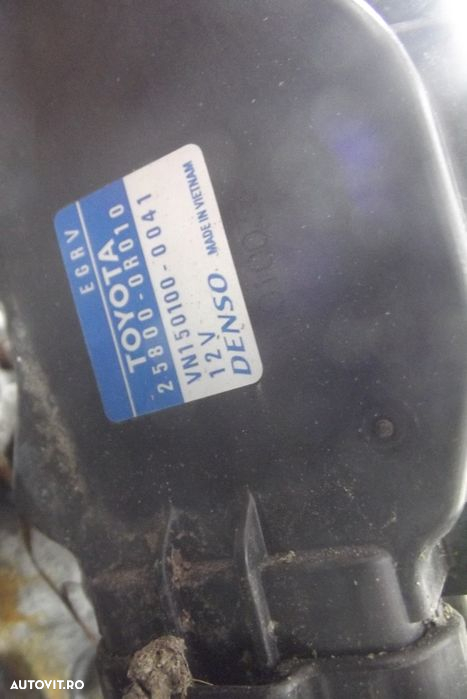 EGRV
TOYOTA
25800-0R010
VN150100-0041
12V
DENSO MADE IN VIETNAM
AUTOVIT.RO